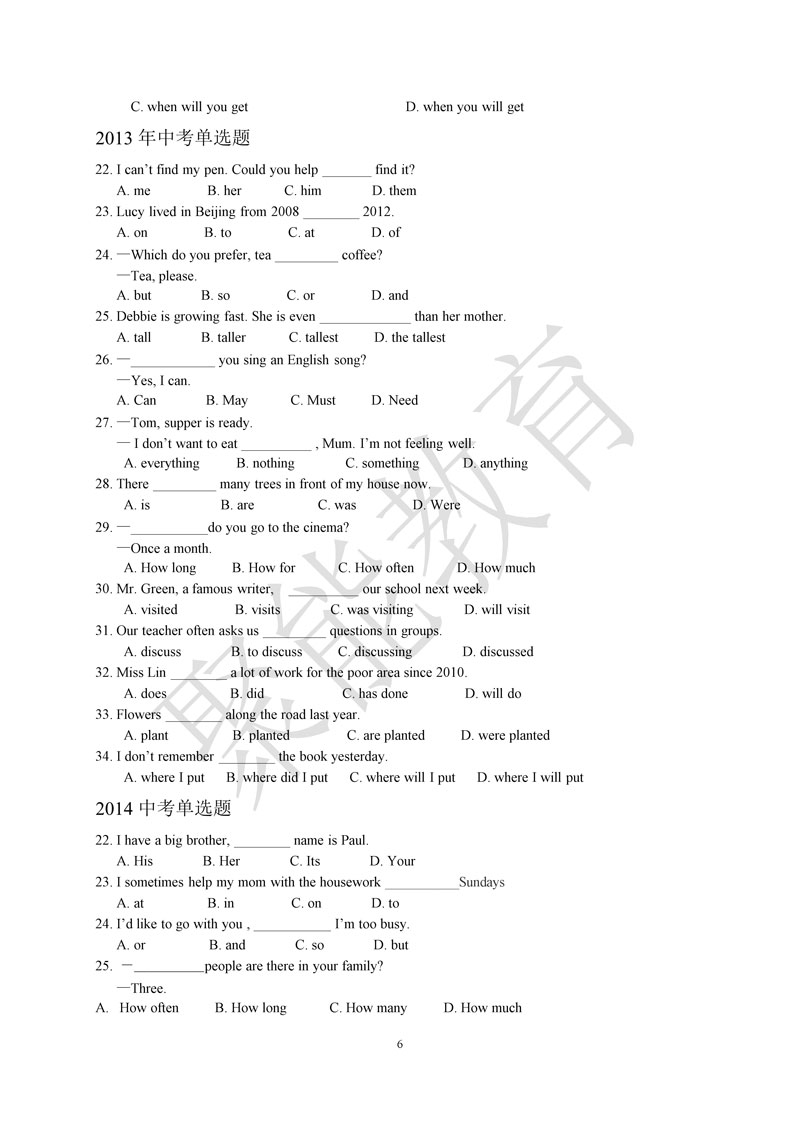 C. when will you get D. when you will get
2013 年中考单选题
22. I can’t find my pen. Could you help _______ find it?
A. me B. her C. him D. them
23. Lucy lived in Beijing from 2008 ________ 2012.
A. on B. to C. at D. of
24. —Which do you prefer, tea _________ coffee?
—Tea, please.
A. but B. so C. or D. and
25. Debbie is growing fast. She is even _____________ than her mother.
A. tall B. taller C. tallest D. the tallest
26. —____________ you sing an English song?
—Yes, I can.
A. Can B. May C. Must D. Need
27. —Tom, supper is ready.
— I don’t want to eat __________ , Mum. I’m not feeling well.
A. everything B. nothing C. something D. anything
28. There _________ many trees in front of my house now.
A. is B. are C. was D. Were
29. —___________do you go to the cinema?
—Once a month.
A. How long B. How for C. How often D. How much
30. Mr. Green, a famous writer, __________ our school next week.
A. visited B. visits C. was visiting D. will visit
31. Our teacher often asks us _________ questions in groups.
A. discuss B. to discuss C. discussing D. discussed
32. Miss Lin ________ a lot of work for the poor area since 2010.
A. does B. did C. has done D. will do
33. Flowers ________ along the road last year.
A. plant B. planted C. are planted D. were planted
34. I don’t remember ________ the book yesterday.
A. where I put B. where did I put C. where will I put D. where I will put
2014 中考单选题
22. I have a big brother, ________ name is Paul.
A. His B. Her C. Its D. Your
23. I sometimes help my mom with the housework __________Sundays
A. at B. in C. on D. to
24. I’d like to go with you , ___________ I’m too busy.
A. or B. and C. so D. but
25. —__________people are there in your family?
—Three.
A. How often B. How long C. How many D. How much
6
聚能教育